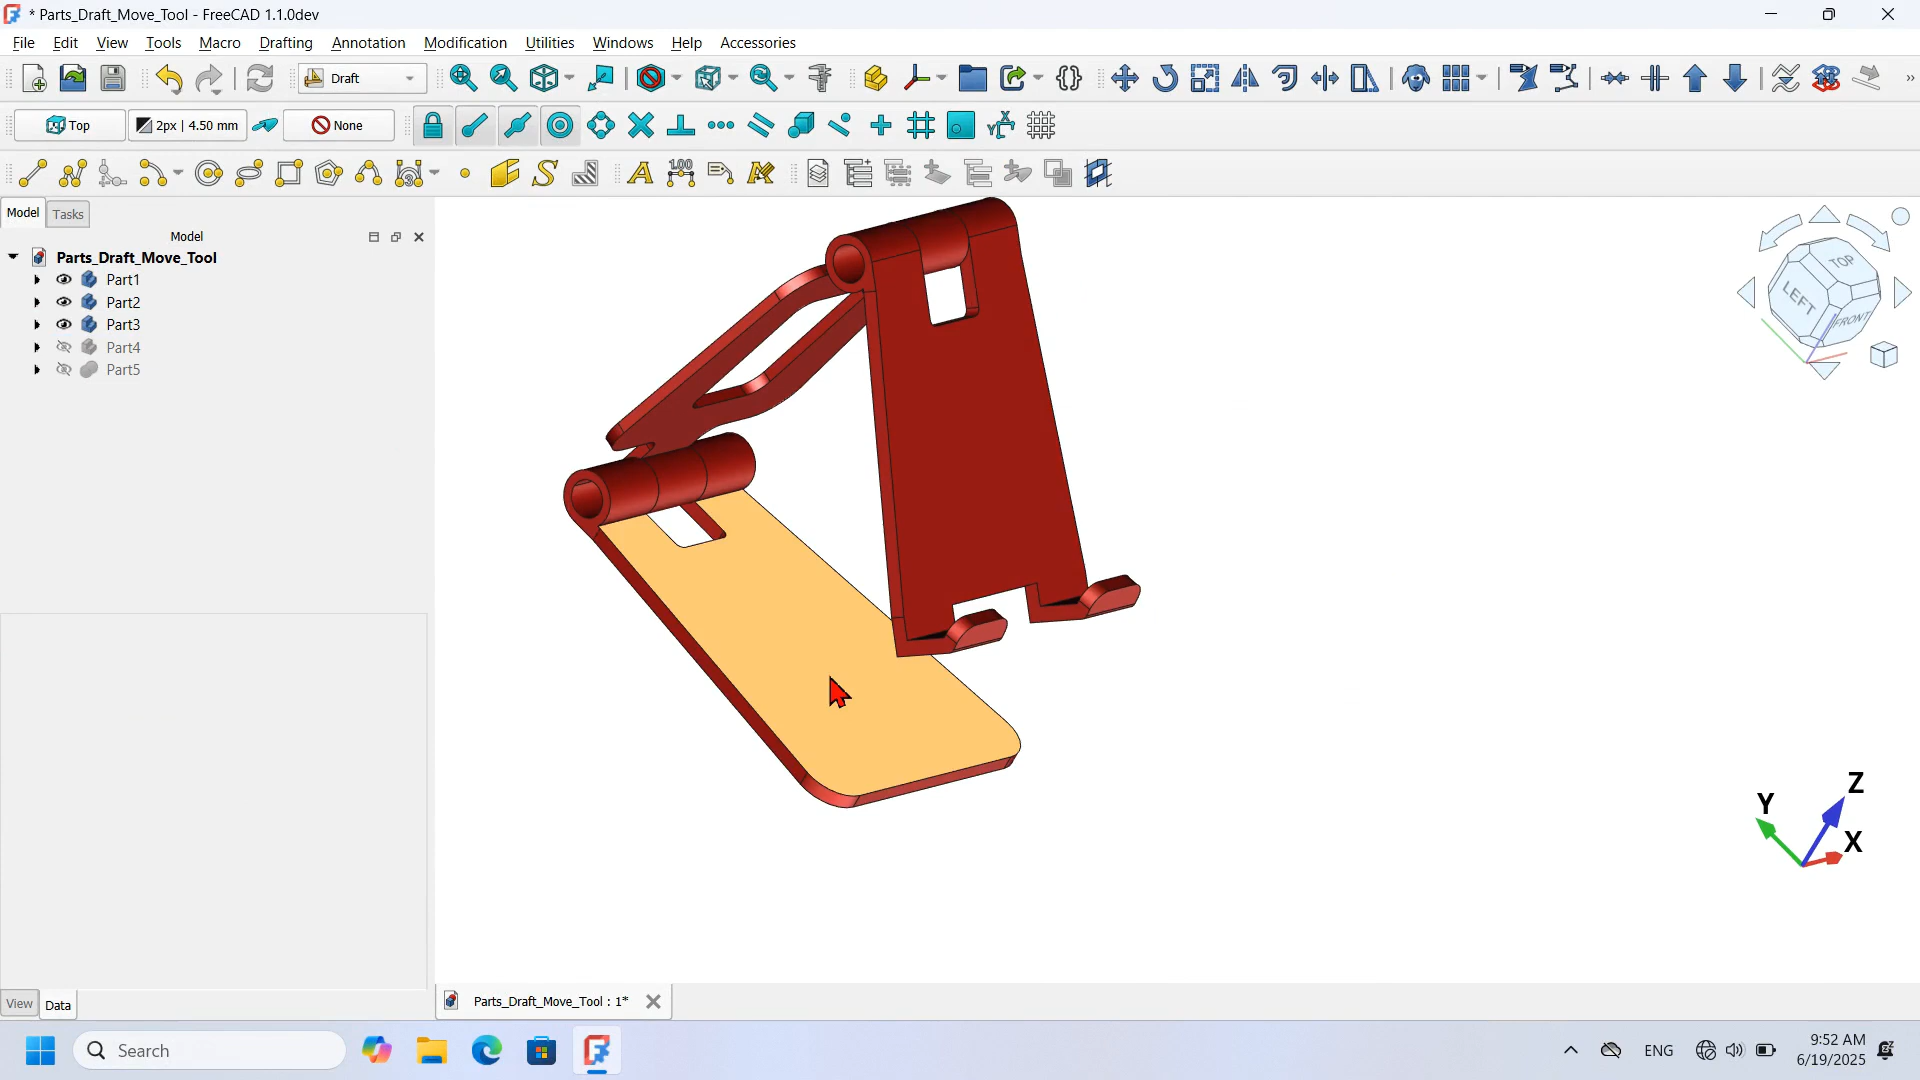 * Parts_Draft_Move_Tool - FreeCAD 1.1.0dev
File Edit View Tools Macro Drafting Annotation Modification Utilities Windows Help Accessories
Draft
Top 2px | 4.50 mm None
Model Tasks
Model
Parts_Draft_Move_Tool
Part1
Part2
Part3
Part4
Part5
TOP
LEFT
FRONT
Z
Y
X
View Data
Parts_Draft_Move_Tool : 1*
Search
ENG
9:52 AM
6/19/2025